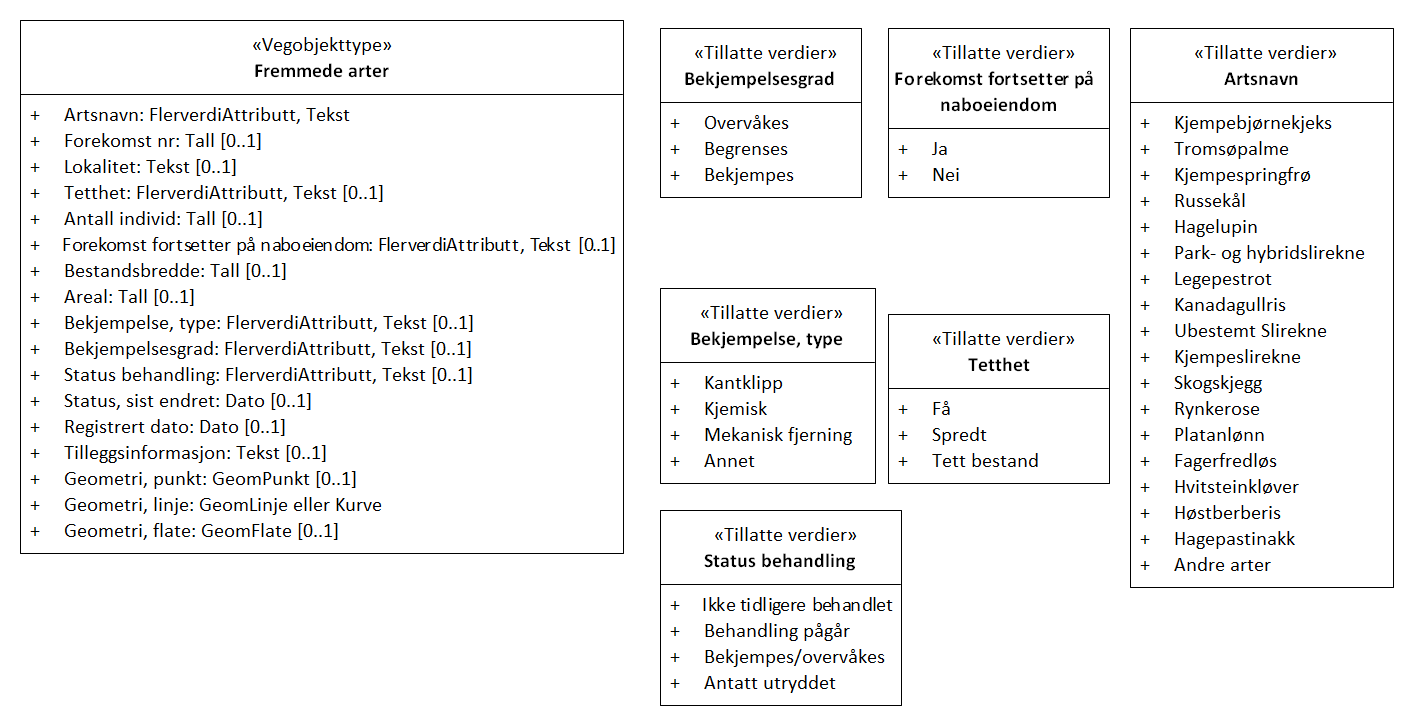 «Vegobjekttype»
Fremmede arter
+ Artsnavn: FlerverdiAttributt, Tekst
+ Forekomst nr: Tall [0..1]
+ Lokalitet: Tekst [0..1]
+ Tetthet: FlerverdiAttributt, Tekst [0..1]
+ Antall individ: Tall [0..1]
+ Forekomst fortsetter på naboeiendom: FlerverdiAttributt, Tekst [0..1]
+ Bestandsbredde: Tall [0..1]
+ Areal: Tall [0..1]
+ Bekjempelse, type: FlerverdiAttributt, Tekst [0..1]
+ Bekjempelsesgrad: FlerverdiAttributt, Tekst [0..1]
+ Status behandling: FlerverdiAttributt, Tekst [0..1]
+ Status, sist endret: Dato [0..1]
+ Registrert dato: Dato [0..1]
+ Tilleggsinformasjon: Tekst [0..1]
+ Geometri, punkt: GeomPunkt [0..1]
+ Geometri, linje: GeomLinje eller Kurve
+ Geometri, flate: GeomFlate [0..1]
«Tillatte verdier»
Bekjempelsesgrad
+ Overvåkes
+ Begrenses
+ Bekjempes
«Tillatte verdier»
Forekomst fortsetter på
naboeiendom
+ Ja
+ Nei
«Tillatte verdier»
Bekjempelse, type
+ Kantklipp
+ Kjemisk
+ Mekanisk fjerning
+ Annet
«Tillatte verdier»
Tetthet
+ Få
+ Spredt
+ Tett bestand
«Tillatte verdier»
Status behandling
+ Ikke tidligere behandlet
+ Behandling pågår
+ Bekjempes/overvåkes
+ Antatt utryddet
«Tillatte verdier»
Artsnavn
+ Kjempebjørnekjeks
+ Tromsøpalme
+ Kjempespringfrø
+ Russekål
+ Hagelupin
+ Park- og hybridslirekne
+ Legepestrot
+ Kanadagullris
+ Ubestemt Slirekne
+ Kjempeslirekne
+ Skogskjegg
+ Rynkerose
+ Platanlønn
+ Fagerfredløs
+ Hvitsteinkløver
+ Høstberberis
+ Hagepastinakk
+ Andre arter